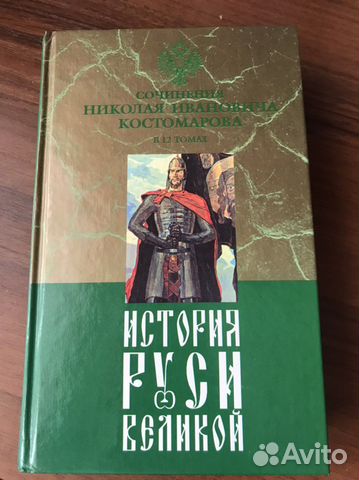 СОЧИНЕНИЯ
НИКОЛАЯ ИВАНОВИЧА
КОСТОМАРОВА
В 12 ТОМАХ
ИСТОРИЯ
РУСИ
ВЕЛИКОЙ
Avito